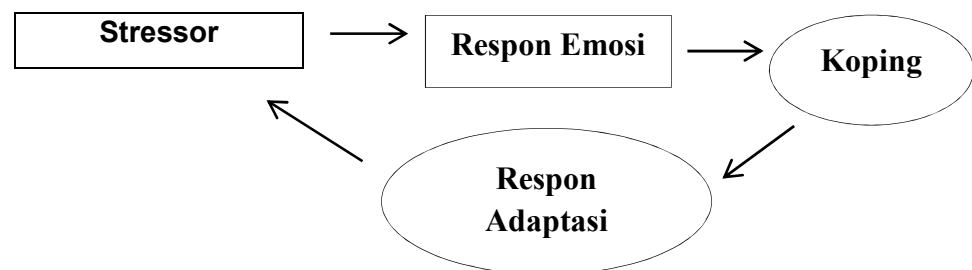 Stressor
Respon Emosi
Koping
Respon
Adaptasi